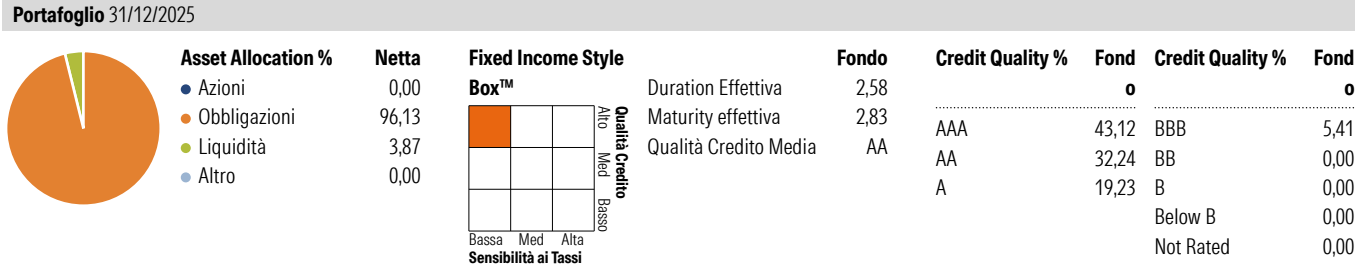 Portafoglio 31/12/2025
Asset Allocation % Netta
Azioni 0,00
Obbligazioni 96,13
Liquidità 3,87
Altro 0,00
Fixed Income Style
Box™
Alto Med Basso
Qualità Credito
Bassa Med Alta
Sensibilità ai Tassi
Fondo
Duration Effettiva 2,58
Maturity effettiva 2,83
Qualità Credito Media AA
Credit Quality % Fond
o
AAA 43,12
AA 32,24
A 19,23
Credit Quality % Fond
o
BBB 5,41
BB 0,00
B 0,00
Below B 0,00
Not Rated 0,00